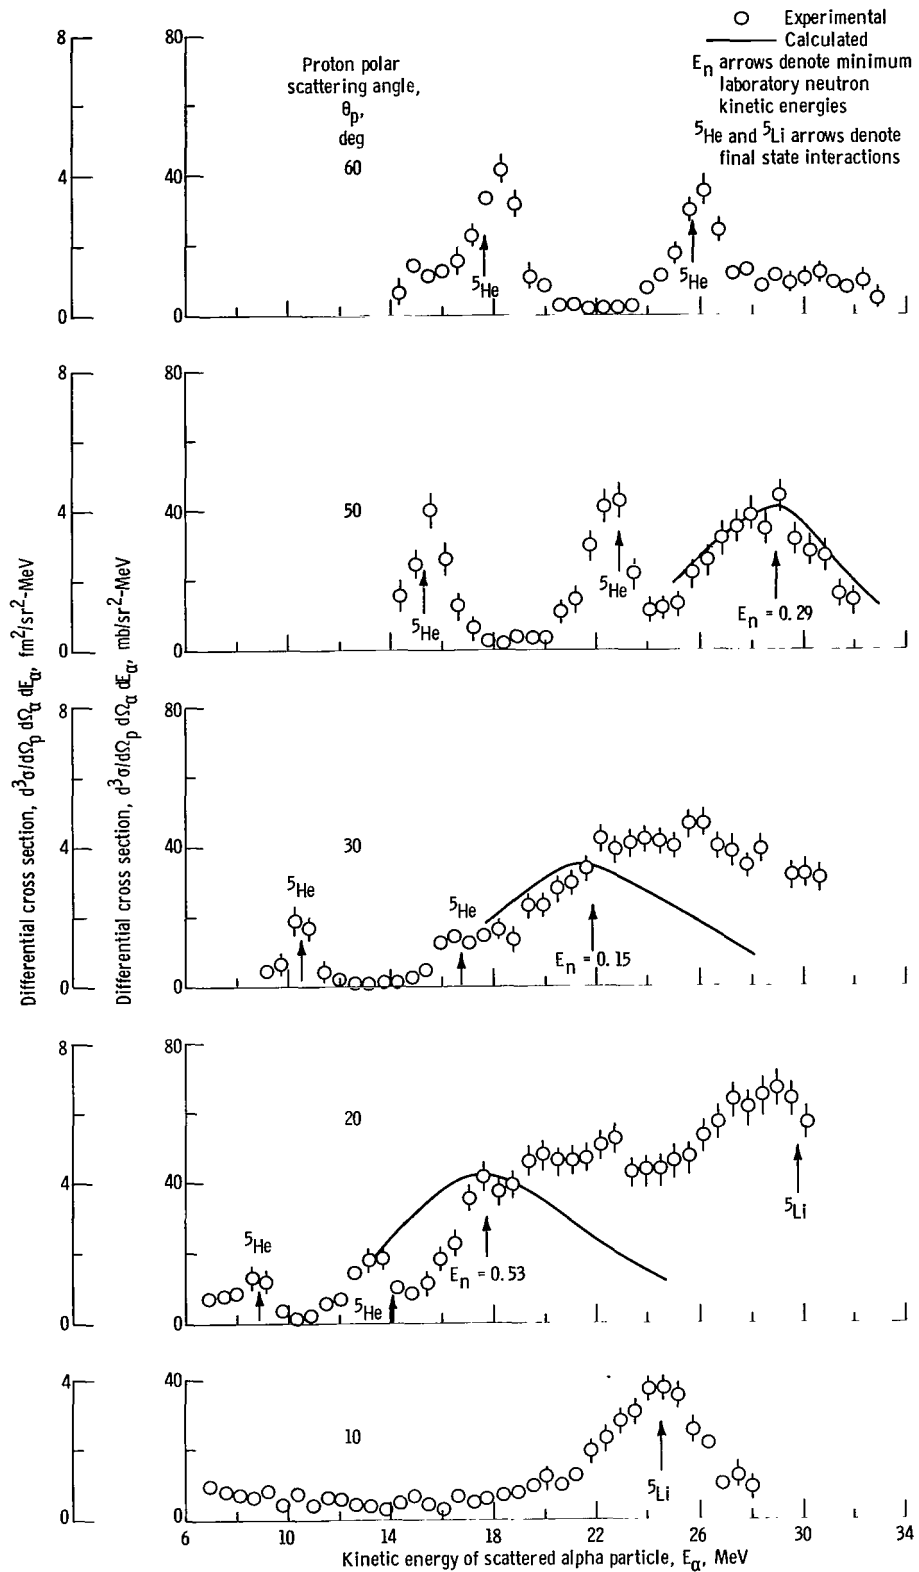 Experimental
Calculated
Eₙ arrows denote minimum
laboratory neutron
kinetic energies
⁵He and ⁵Li arrows denote
final state interactions
Proton polar
scattering angle,
θₚ,
deg
60
8
4
0
80
40
0
⁵He
⁵He
8
4
0
80
40
0
50
⁵He
⁵He
Eₙ = 0.29
Differential cross section, d³σ/dΩₚ dΩα dEα, fm²/sr²-MeV
Differential cross section, d³σ/dΩₚ dΩα dEα, mb/sr²-MeV
8
4
0
80
40
0
30
⁵He
⁵He
Eₙ = 0.15
8
4
0
80
40
0
20
⁵He
⁵He
Eₙ = 0.53
⁵Li
4
0
40
0
10
⁵Li
6 10 14 18 22 26 30 34
Kinetic energy of scattered alpha particle, Eα, MeV